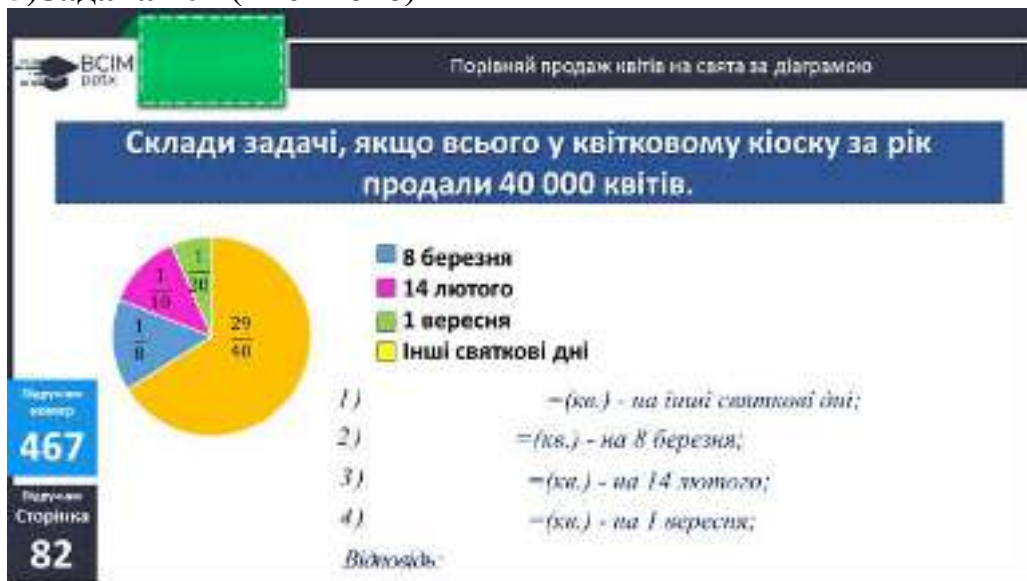 ВСІМ
pptx
Порівняй продаж квітів на свята за діаграмою
Склади задачі, якщо всього у квітковому кіоску за рік
продали 40 000 квітів.
1/20
1/10
1/8
29/40
8 березня
14 лютого
1 вересня
Інші святкові дні
1) =(кв.) - на інші святкові дні;
2) =(кв.) - на 8 березня;
3) =(кв.) - на 14 лютого;
4) =(кв.) - на 1 вересня;
Відповідь:
Підручник
номер
467
Підручник
Сторінка
82